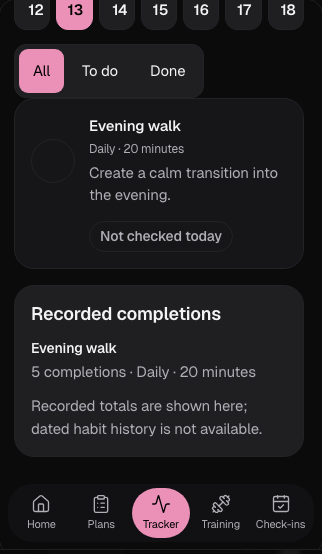 12 13 14 15 16 17 18
All To do Done
Evening walk
Daily · 20 minutes
Create a calm transition into
the evening.
Not checked today
Recorded completions
Evening walk
5 completions · Daily · 20 minutes
Recorded totals are shown here;
dated habit history is not available.
Home Plans Tracker Training Check-ins